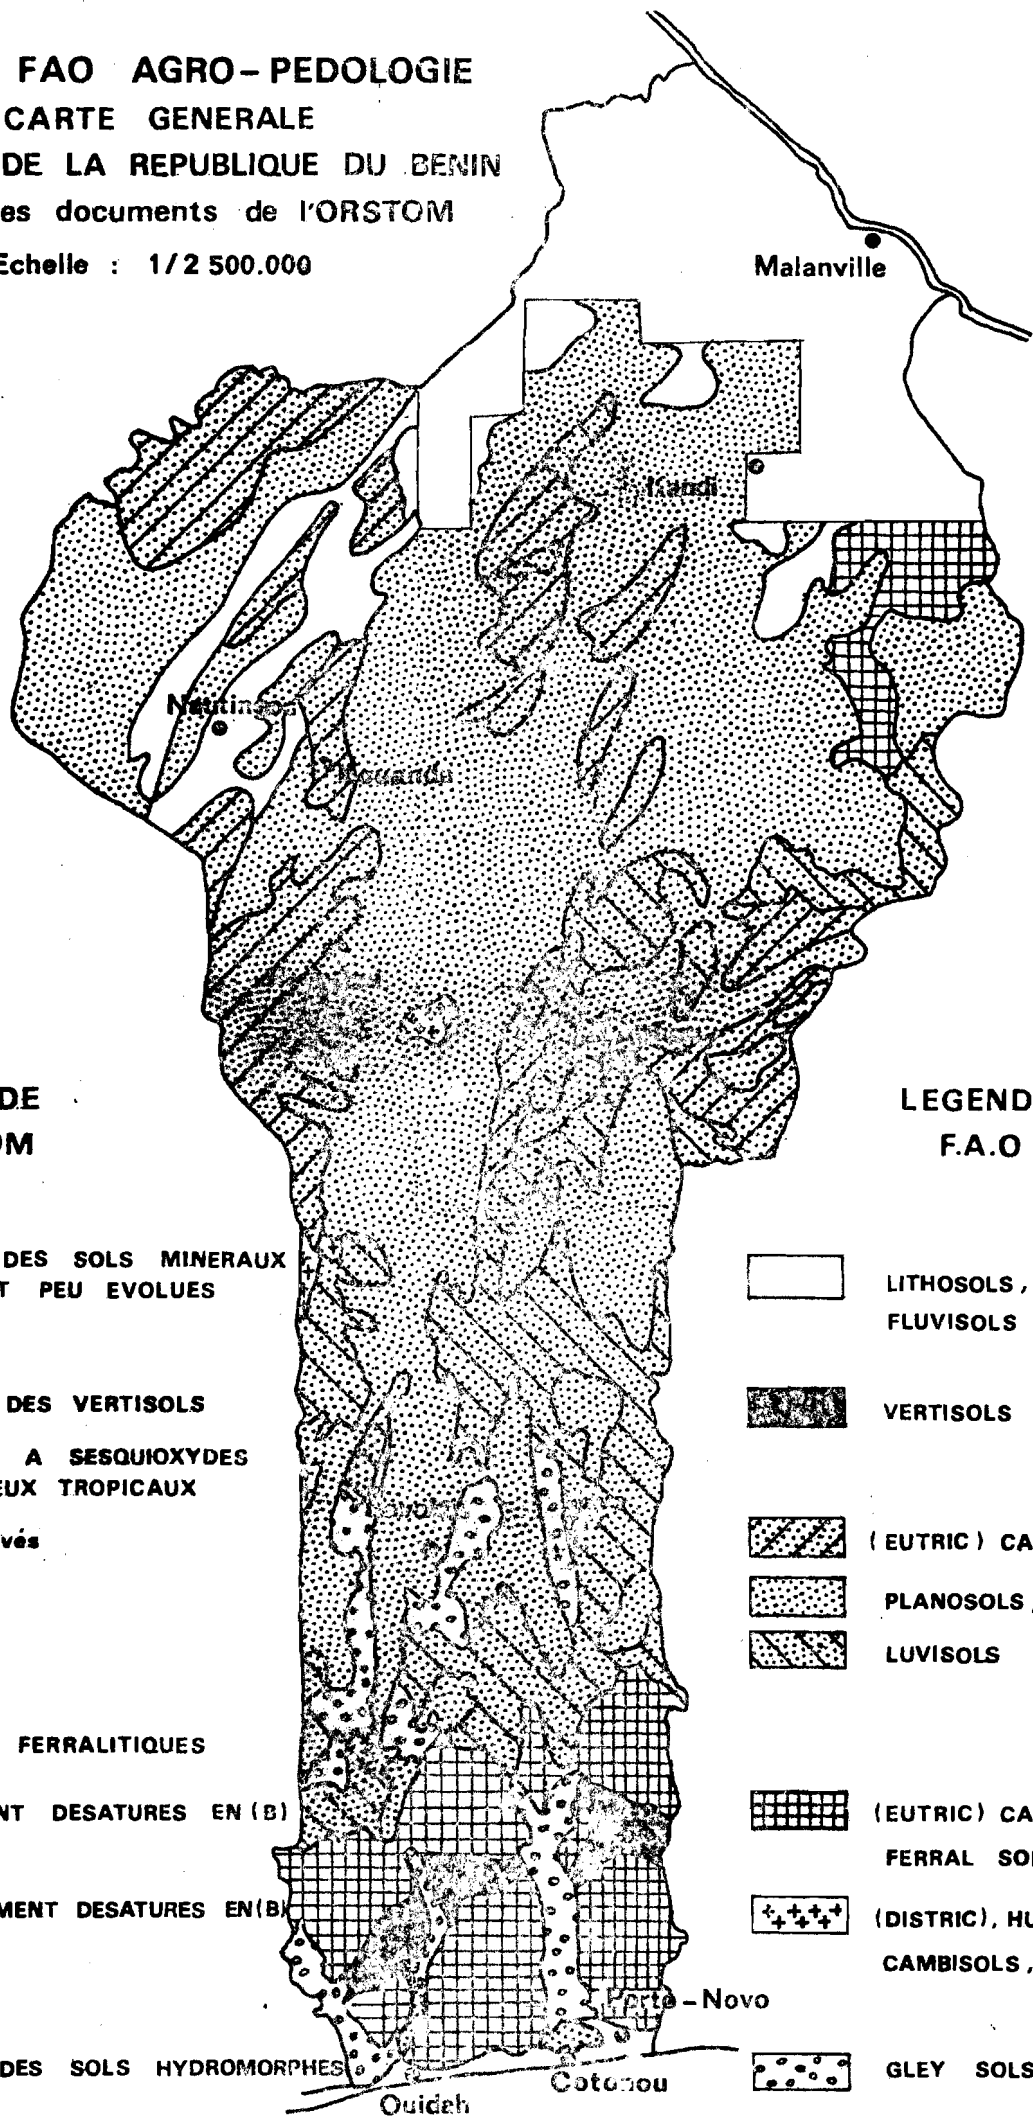 FAO AGRO-PEDOLOGIE
CARTE GENERALE
DE LA REPUBLIQUE DU BENIN
es documents de l'ORSTOM
Echelle : 1/2 500.000
Malanville
Kandi
Kouandé
DE
OM
LEGEND
F.A.O
DES SOLS MINERAUX
T PEU EVOLUES
LITHOSOLS,
FLUVISOLS
DES VERTISOLS
VERTISOLS
A SESQUIOXYDES
EUX TROPICAUX
vés
(EUTRIC) CA
PLANOSOLS,
LUVISOLS
FERRALITIQUES
NT DESATURES EN (B)
(EUTRIC) CA
FERRAL SO
MENT DESATURES EN (B)
(DISTRIC), HU
CAMBISOLS,
Porto-Novo
DES SOLS HYDROMORPHES
GLEY SOLS
Cotonou
Ouidah